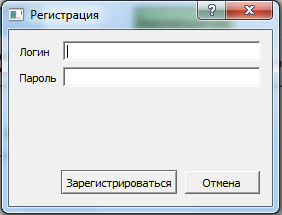 Регистрация
Логин
Пароль
Зарегистрироваться Отмена